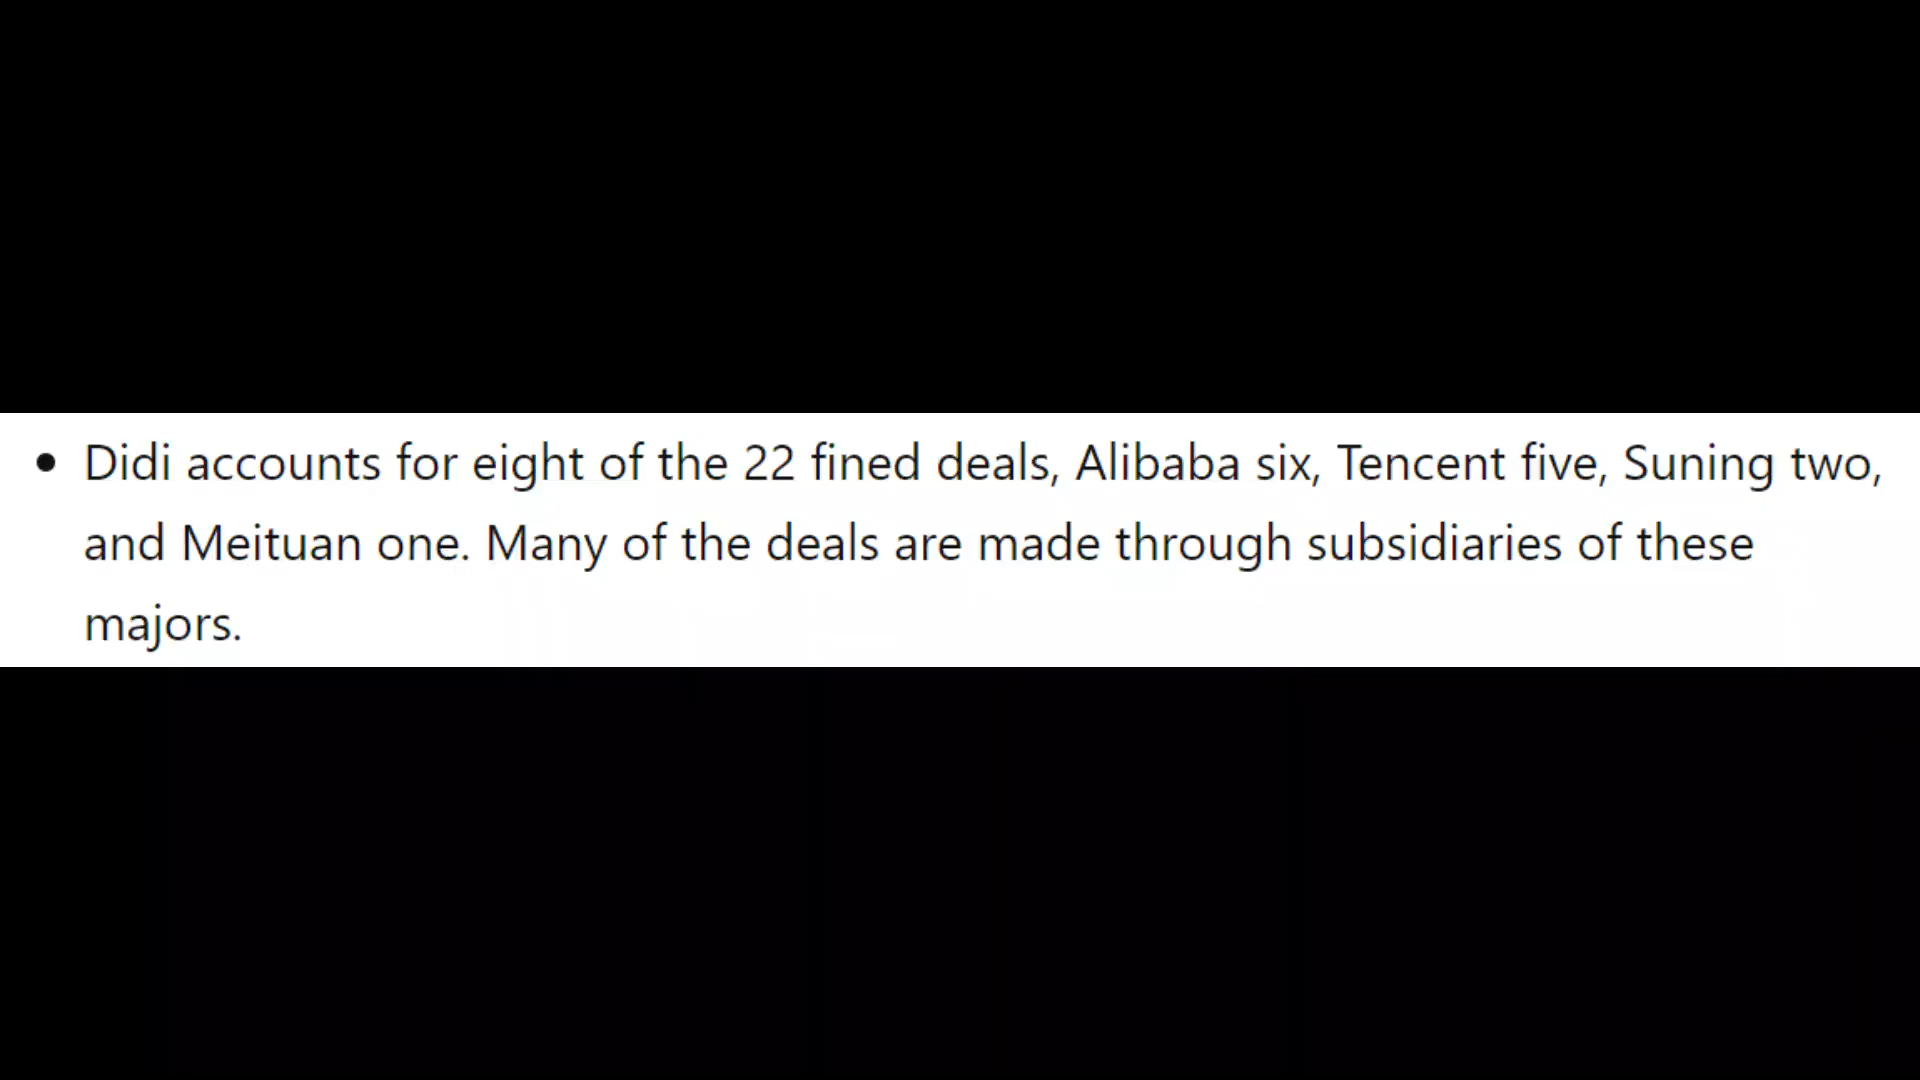 • Didi accounts for eight of the 22 fined deals, Alibaba six, Tencent five, Suning two,
and Meituan one. Many of the deals are made through subsidiaries of these
majors.